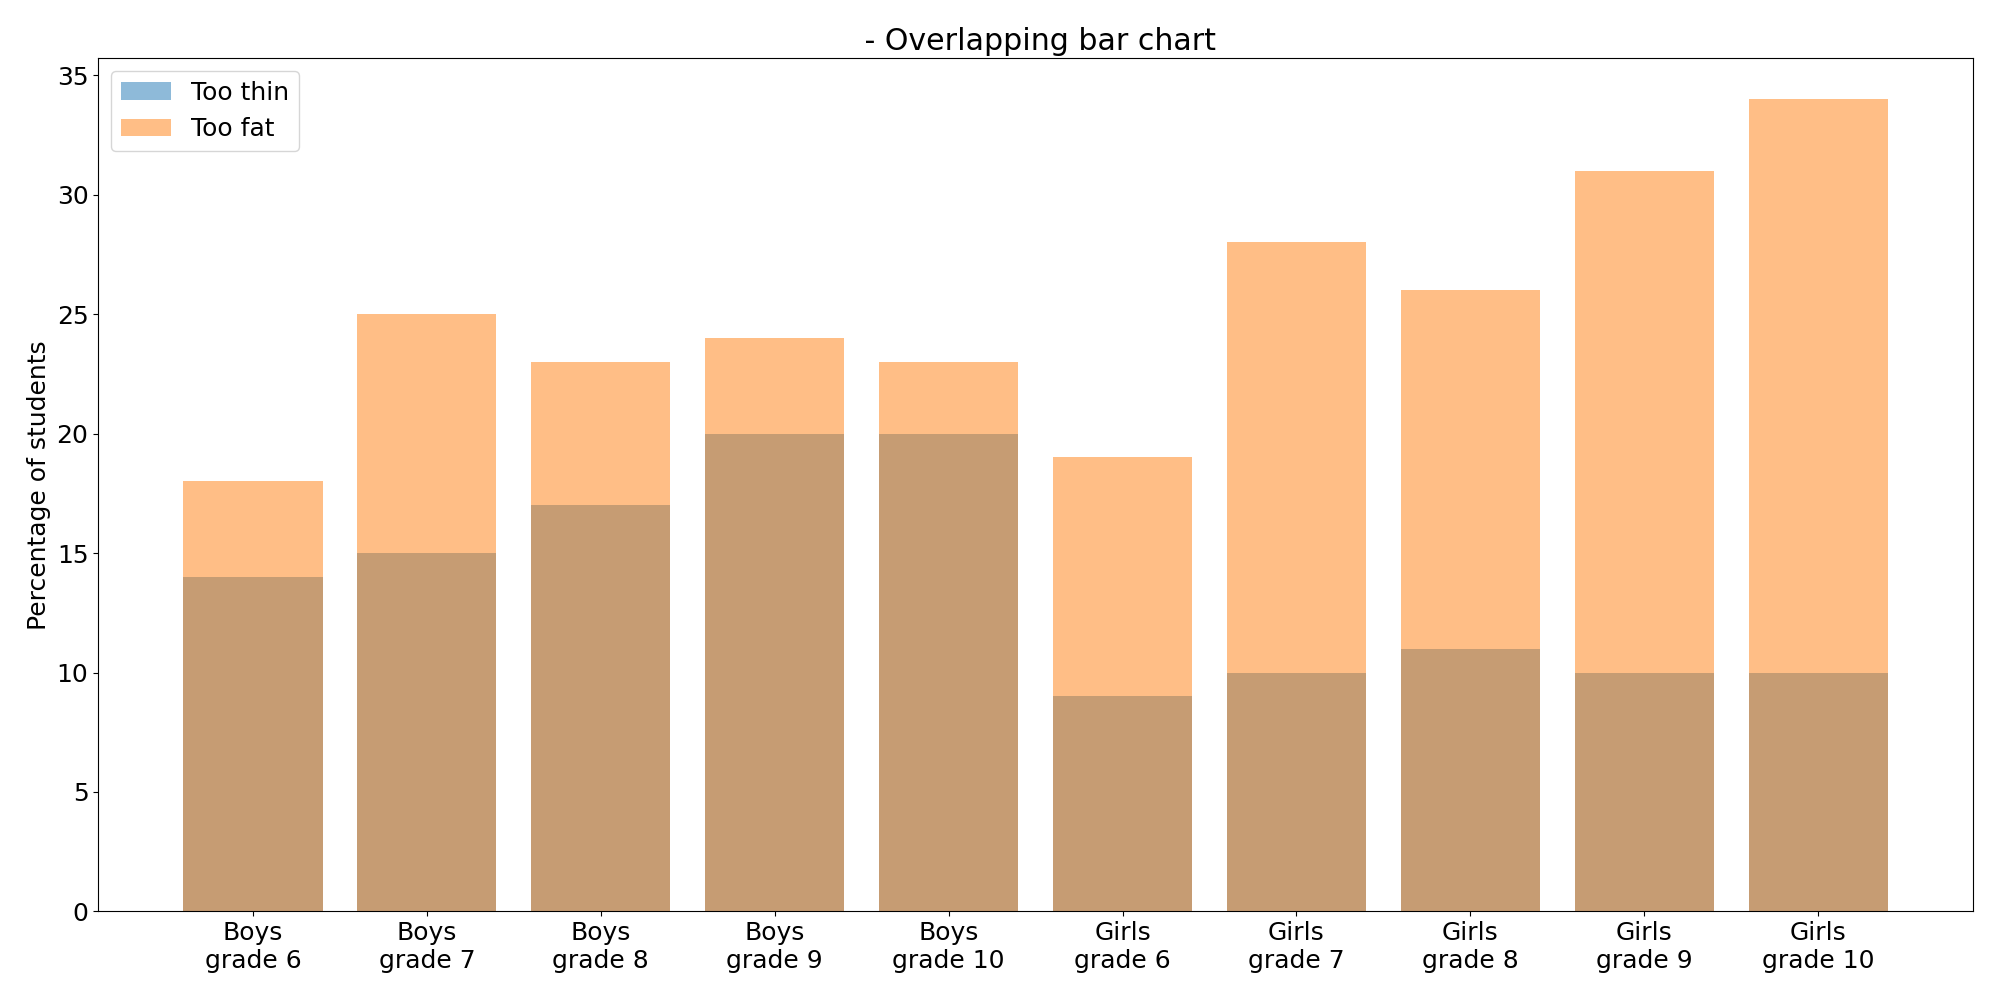 - Overlapping bar chart
Too thin
Too fat
Percentage of students
35
30
25
20
15
10
5
0
Boys
grade 6
Boys
grade 7
Boys
grade 8
Boys
grade 9
Boys
grade 10
Girls
grade 6
Girls
grade 7
Girls
grade 8
Girls
grade 9
Girls
grade 10